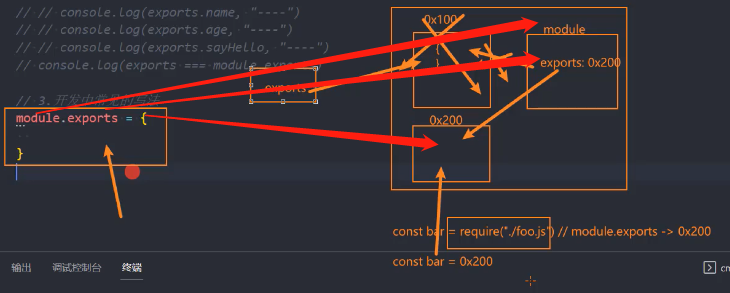 // // console.log(exports.name, "----")
// // console.log(exports.age, "----")
// // console.log(exports.sayHello, "----")
// console.log(exports === module.exports
// 3.开发中常见的写法
module.exports = {
}
exports
0x100
{
}
module
exports: 0x200
0x200
const bar = require("./foo.js") // module.exports -> 0x200
const bar = 0x200
输出
调试控制台
终端